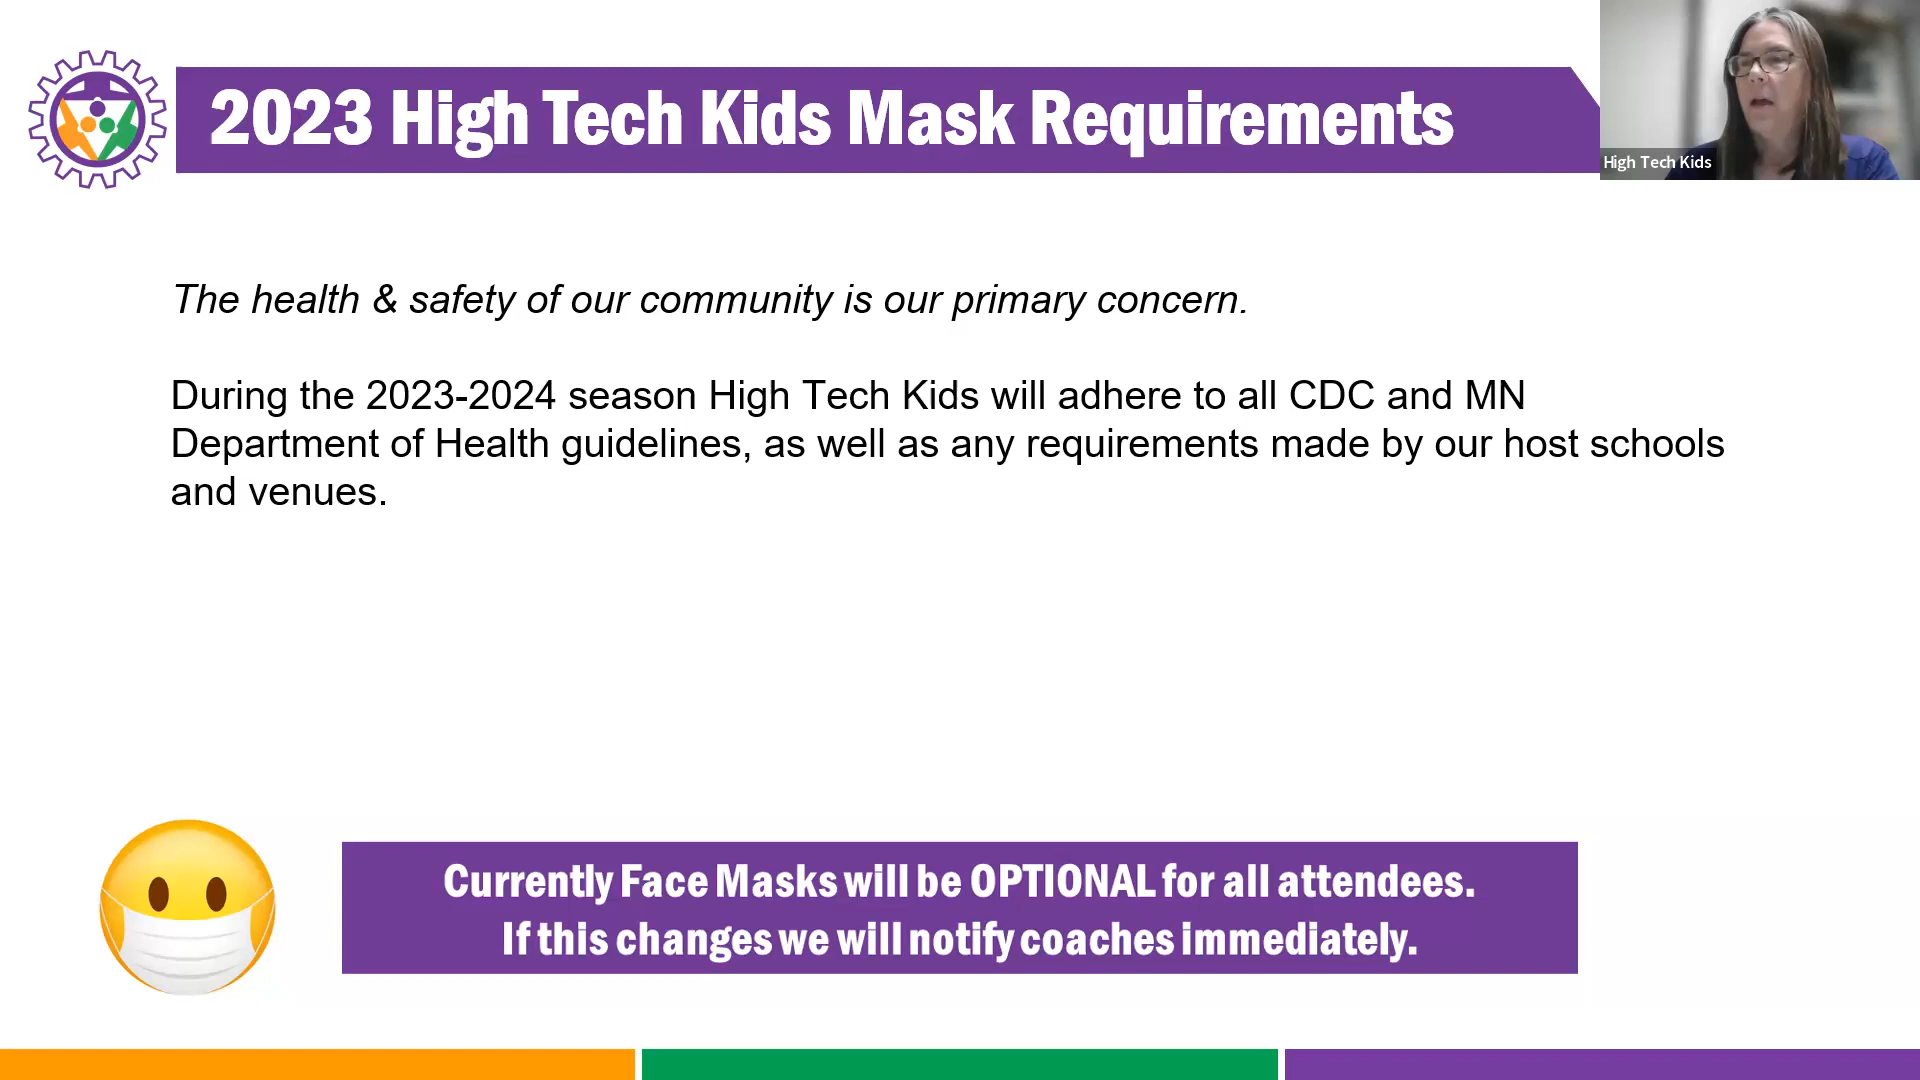 2023 High Tech Kids Mask Requirements
High Tech Kids
The health & safety of our community is our primary concern.
During the 2023-2024 season High Tech Kids will adhere to all CDC and MN
Department of Health guidelines, as well as any requirements made by our host schools
and venues.
Currently Face Masks will be OPTIONAL for all attendees.
If this changes we will notify coaches immediately.